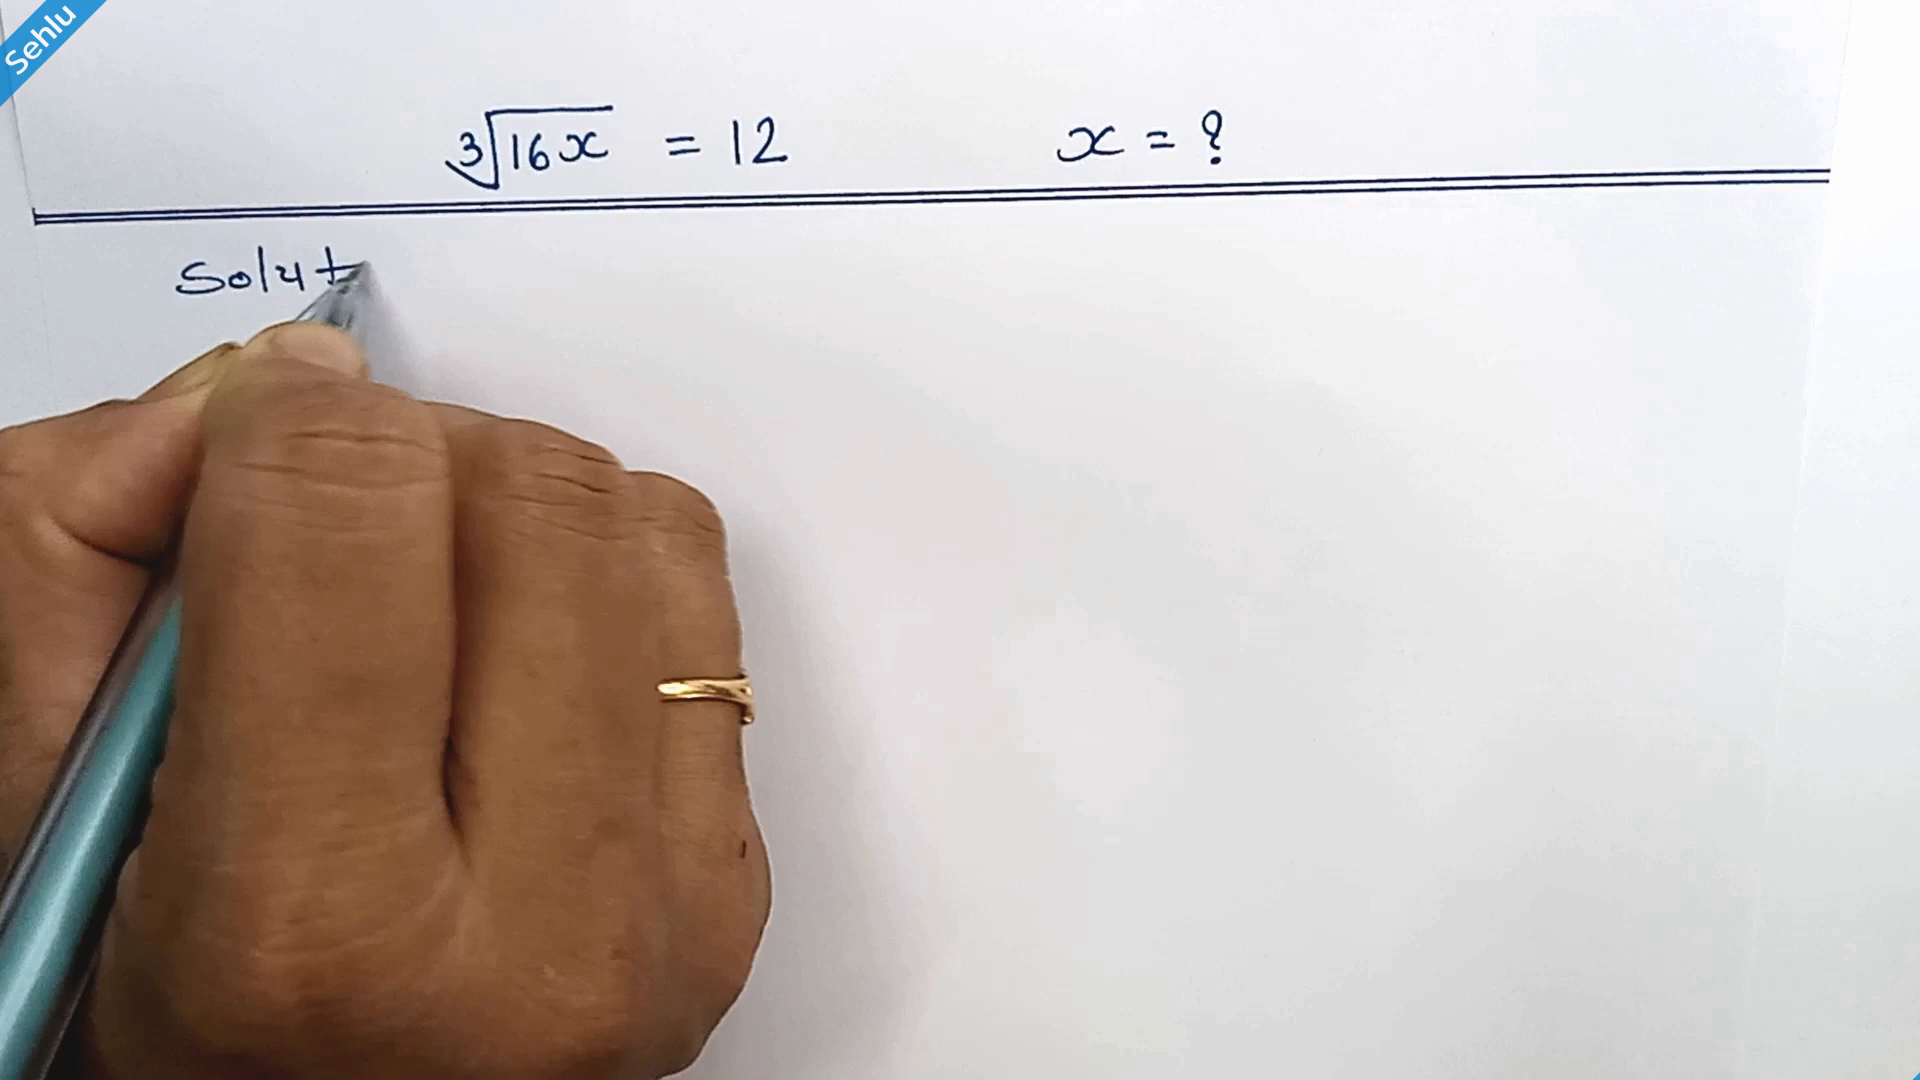 Sehlu
∛16x = 12 x = ?
Solut